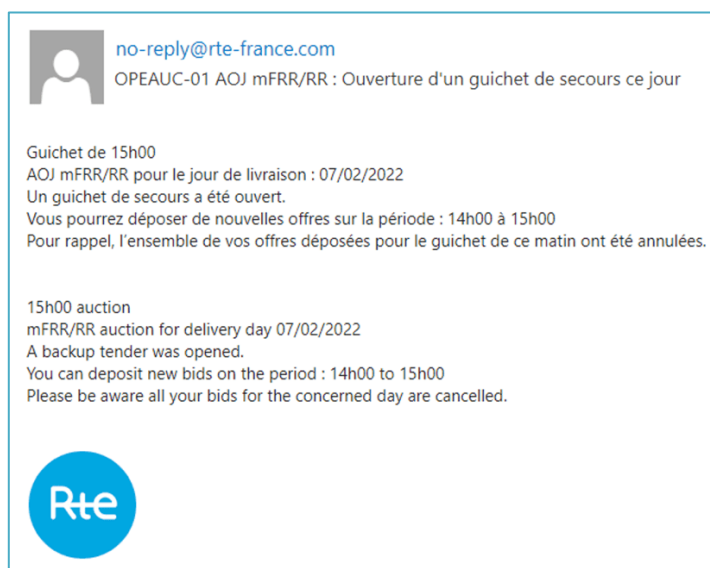 no-reply@rte-france.com
OPEAUC-01 AOJ mFRR/RR : Ouverture d'un guichet de secours ce jour
Guichet de 15h00
AOJ mFRR/RR pour le jour de livraison : 07/02/2022
Un guichet de secours a été ouvert.
Vous pourrez déposer de nouvelles offres sur la période : 14h00 à 15h00
Pour rappel, l'ensemble de vos offres déposées pour le guichet de ce matin ont été annulées.
15h00 auction
mFRR/RR auction for delivery day 07/02/2022
A backup tender was opened.
You can deposit new bids on the period : 14h00 to 15h00
Please be aware all your bids for the concerned day are cancelled.
Rte